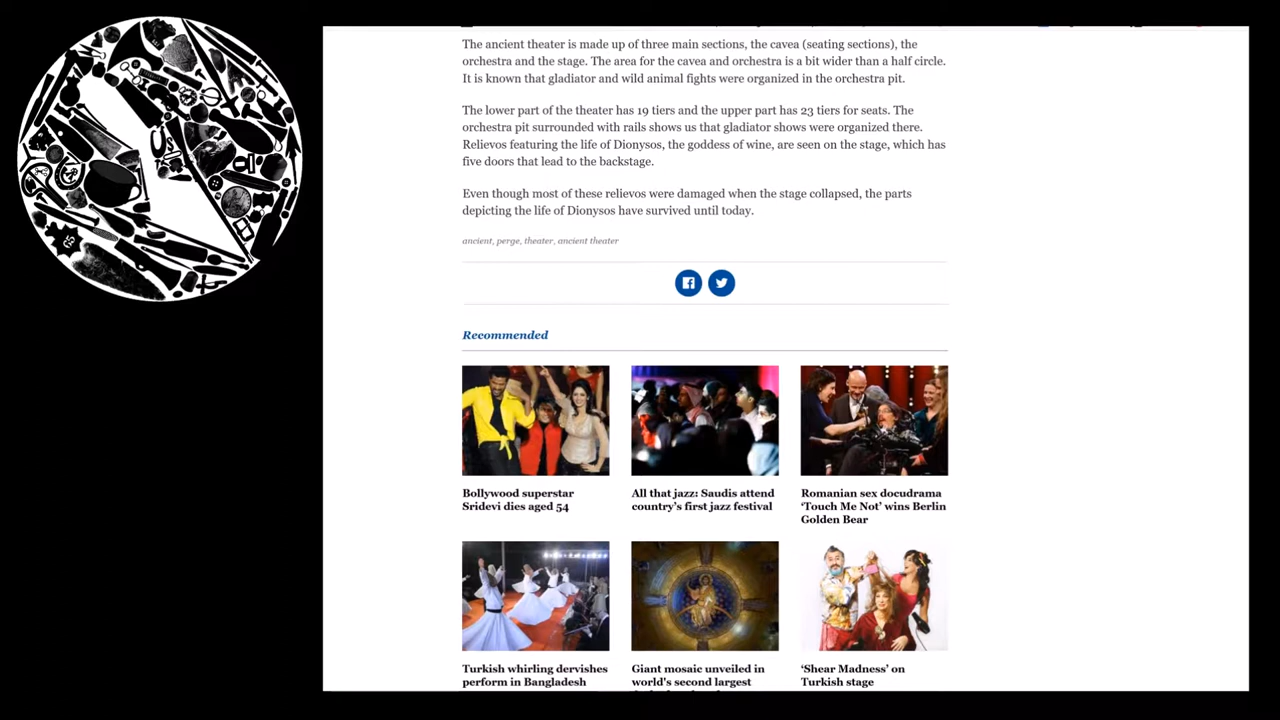 The ancient theater is made up of three main sections, the cavea (seating sections), the
orchestra and the stage. The area for the cavea and orchestra is a bit wider than a half circle.
It is known that gladiator and wild animal fights were organized in the orchestra pit.
The lower part of the theater has 19 tiers and the upper part has 23 tiers for seats. The
orchestra pit surrounded with rails shows us that gladiator shows were organized there.
Relievos featuring the life of Dionysos, the goddess of wine, are seen on the stage, which has
five doors that lead to the backstage.
Even though most of these relievos were damaged when the stage collapsed, the parts
depicting the life of Dionysos have survived until today.
ancient, perge, theater, ancient theater
Recommended
Bollywood superstar
Sridevi dies aged 54
All that jazz: Saudis attend
country's first jazz festival
Romanian sex docudrama
‘Touch Me Not’ wins Berlin
Golden Bear
Turkish whirling dervishes
perform in Bangladesh
Giant mosaic unveiled in
world's second largest
‘Shear Madness’ on
Turkish stage